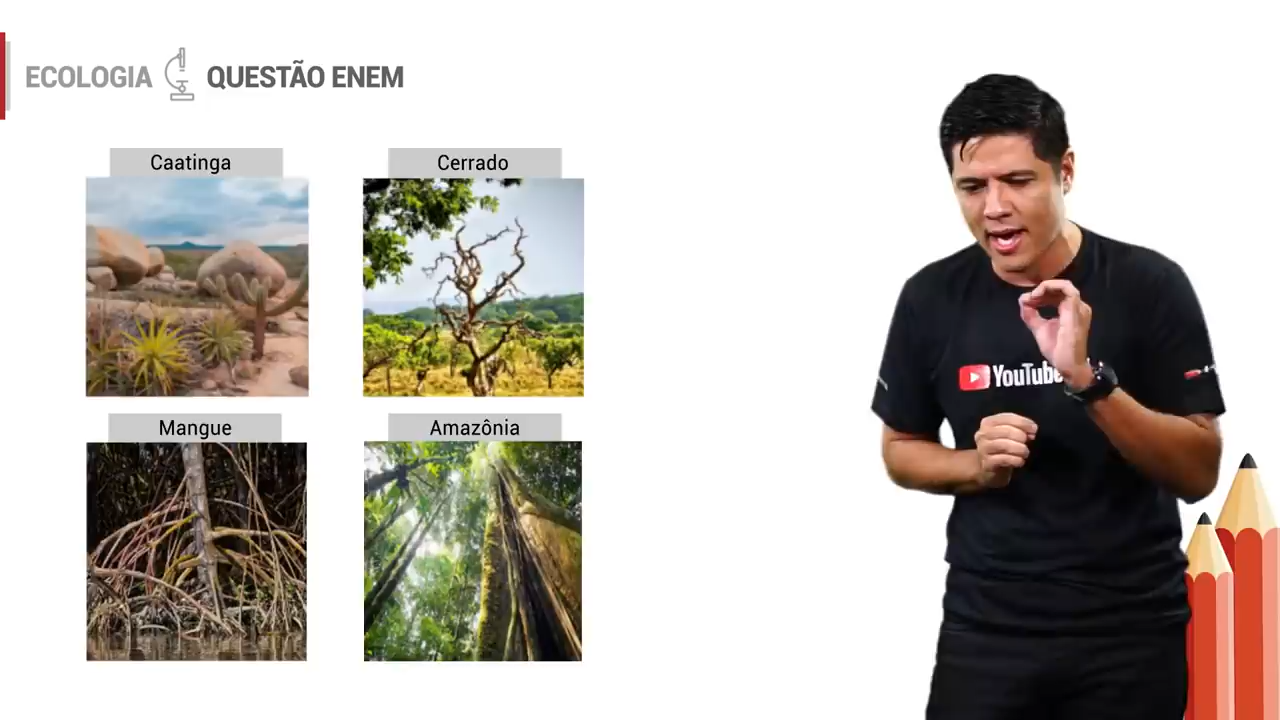 ECOLOGIA QUESTÃO ENEM
Caatinga
Cerrado
Mangue
Amazônia
YouTube